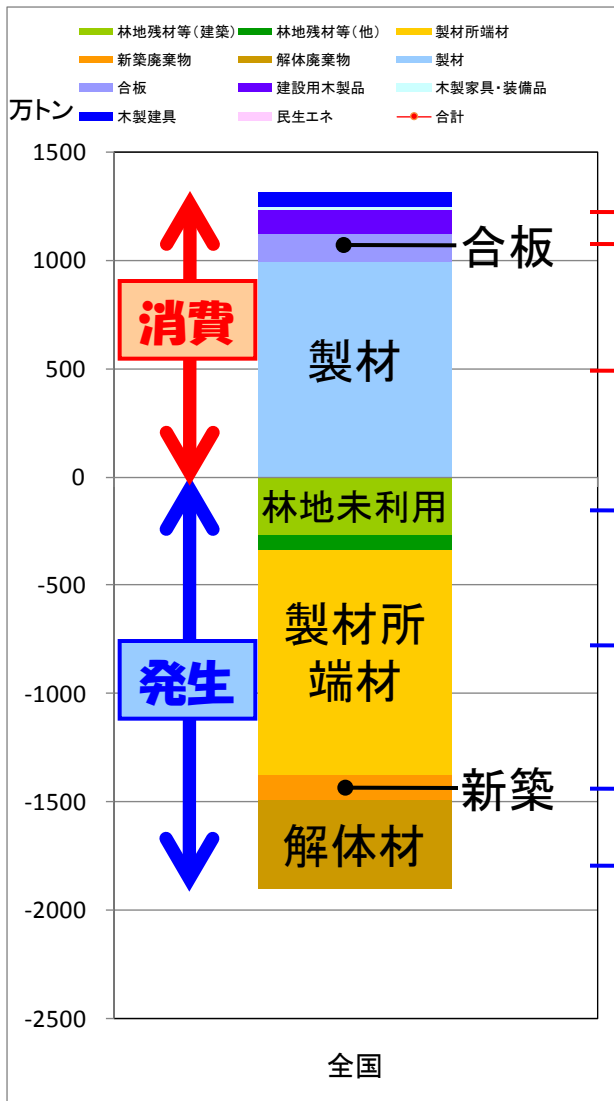 林地残材等(建築) 林地残材等(他) 製材所端材
新築廃棄物 解体廃棄物 製材
合板 建設用木製品 木製家具・装備品
木製建具 民生エネ 合計
万トン
1500
1000
500
0
-500
-1000
-1500
-2000
-2500
消費
発生
合板
製材
林地未利用
製材所
端材
新築
解体材
全国